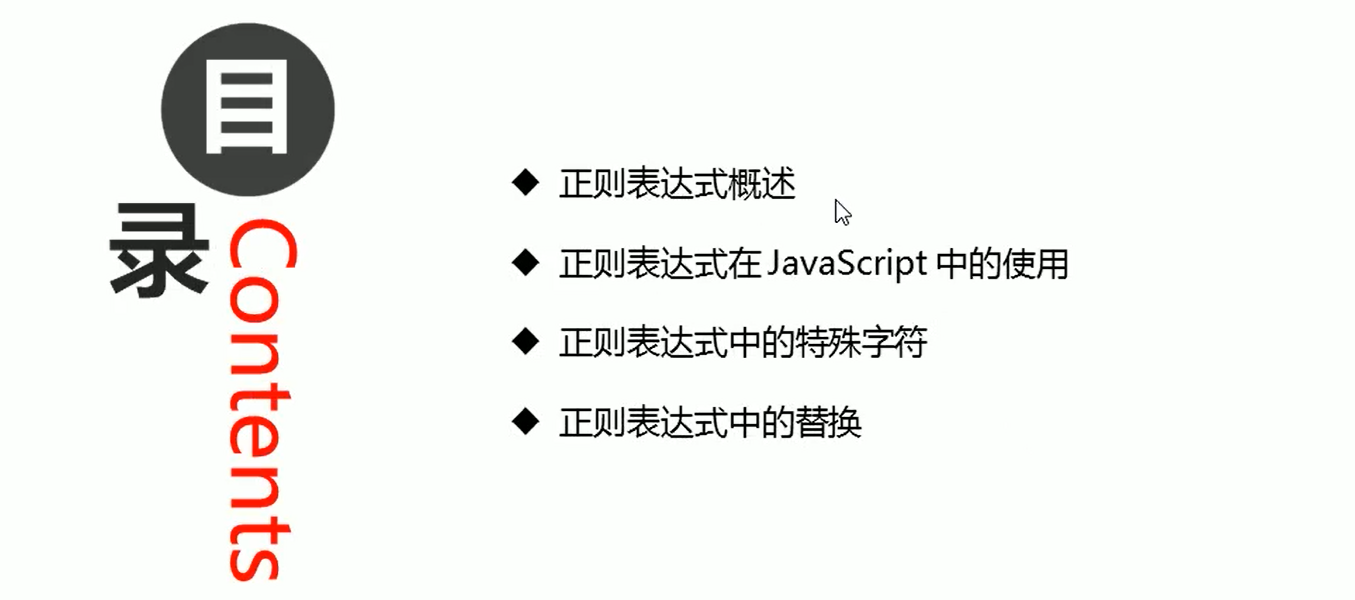 目录
Contents
正则表达式概述
正则表达式在 JavaScript 中的使用
正则表达式中的特殊字符
正则表达式中的替换